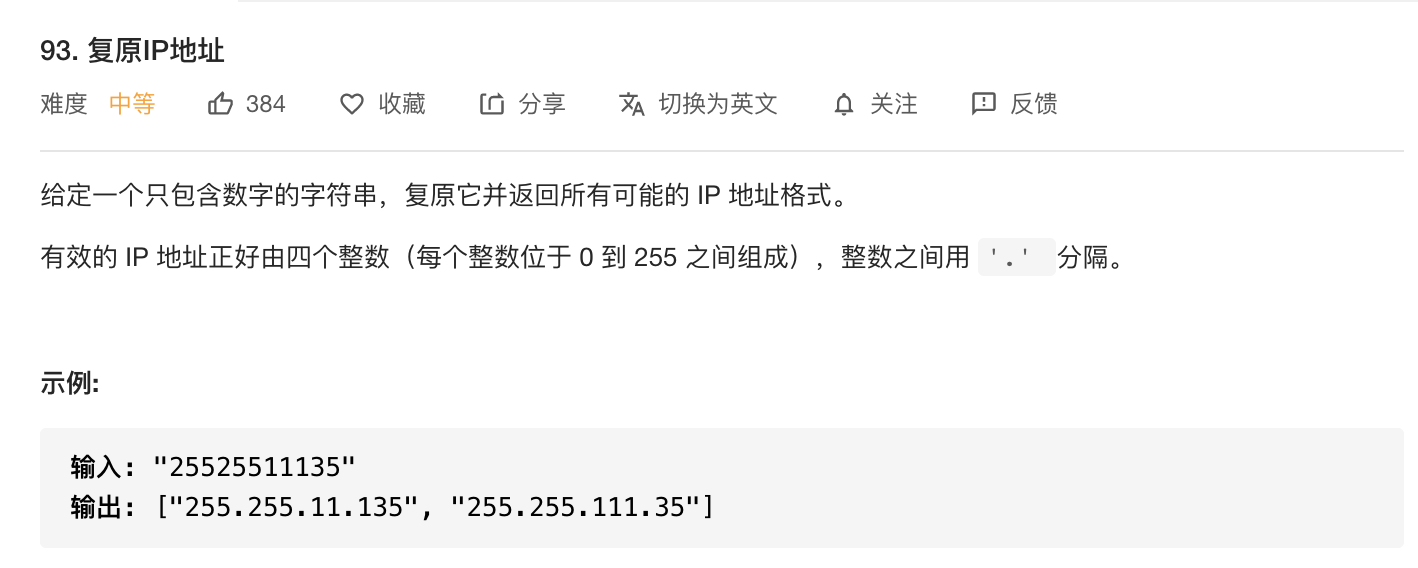 93. 复原IP地址
难度 中等 384 收藏 分享 切换为英文 关注 反馈
给定一个只包含数字的字符串，复原它并返回所有可能的 IP 地址格式。
有效的 IP 地址正好由四个整数（每个整数位于 0 到 255 之间组成），整数之间用 '.' 分隔。
示例:
输入: "25525511135"
输出: ["255.255.11.135", "255.255.111.35"]